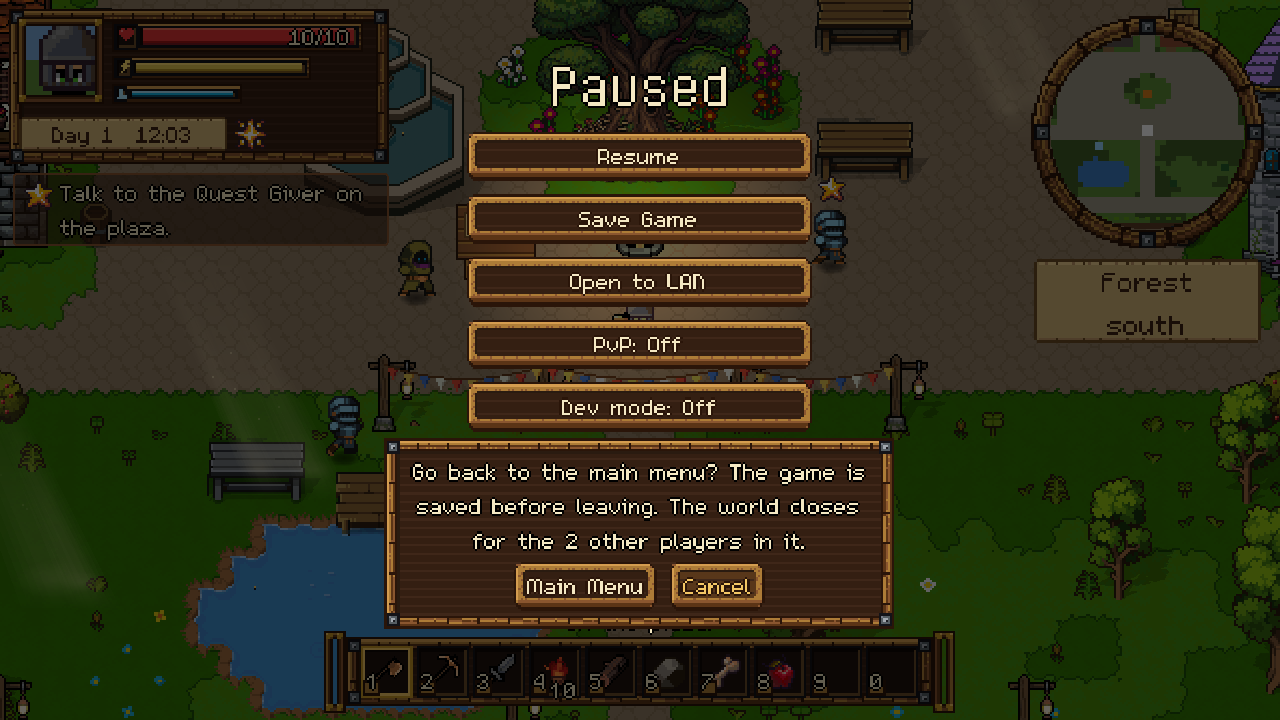 10/10
Day 1 12:03
Talk to the Quest Giver on
the plaza.
Paused
Resume
Save Game
Open to LAN
PvP: Off
Dev mode: Off
Forest
south
Go back to the main menu? The game is
saved before leaving. The world closes
for the 2 other players in it.
Main Menu
Cancel
1 2 3 4 10 5 6 7 8 9 0